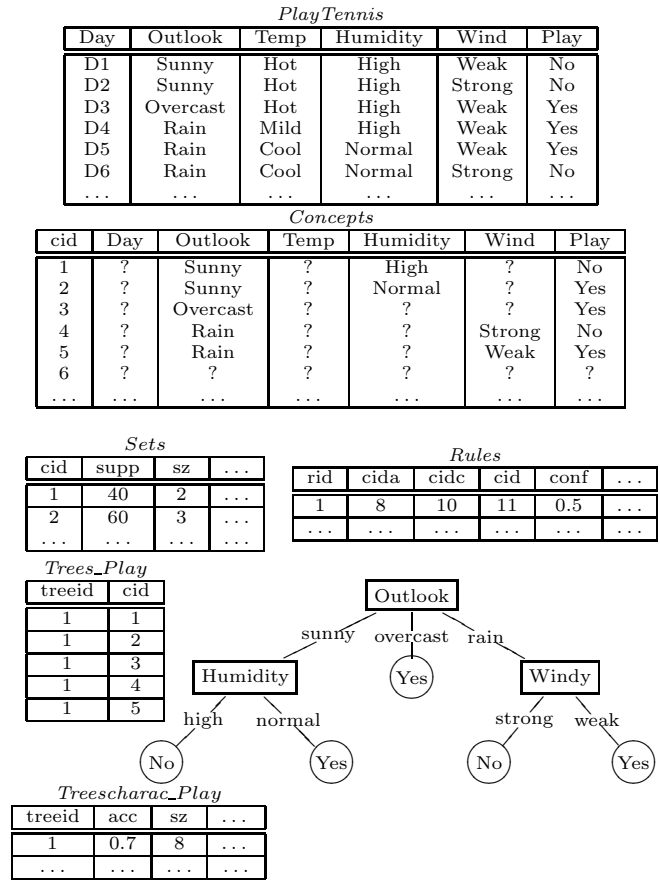 PlayTennis
Day Outlook Temp Humidity Wind Play
D1 Sunny Hot High Weak No
D2 Sunny Hot High Strong No
D3 Overcast Hot High Weak Yes
D4 Rain Mild High Weak Yes
D5 Rain Cool Normal Weak Yes
D6 Rain Cool Normal Strong No
... ... ... ... ... ...
Concepts
cid Day Outlook Temp Humidity Wind Play
1 ? Sunny ? High ? No
2 ? Sunny ? Normal ? Yes
3 ? Overcast ? ? ? Yes
4 ? Rain ? ? Strong No
5 ? Rain ? ? Weak Yes
6 ? ? ? ? ? ?
... ... ... ... ... ... ...
Sets
cid supp sz ...
1 40 2 ...
2 60 3 ...
... ... ... ...
Rules
rid cida cidc cid conf ...
1 8 10 11 0.5 ...
... ... ... ... ... ...
Trees_Play
treeid cid
1 1
1 2
1 3
1 4
1 5
Outlook
sunny overcast rain
Humidity Yes Windy
high normal strong weak
No Yes No Yes
Treescharac_Play
treeid acc sz ...
1 0.7 8 ...
... ... ... ...